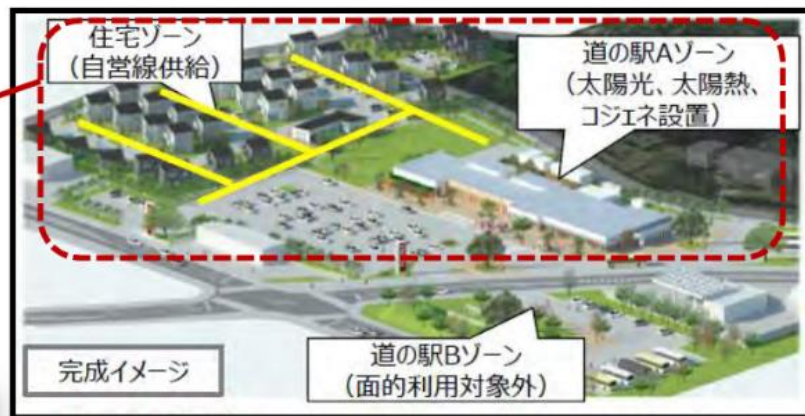 住宅ゾーン
(自営線供給)
道の駅Aゾーン
(太陽光、太陽熱、
コジェネ設置)
道の駅Bゾーン
(面的利用対象外)
完成イメージ